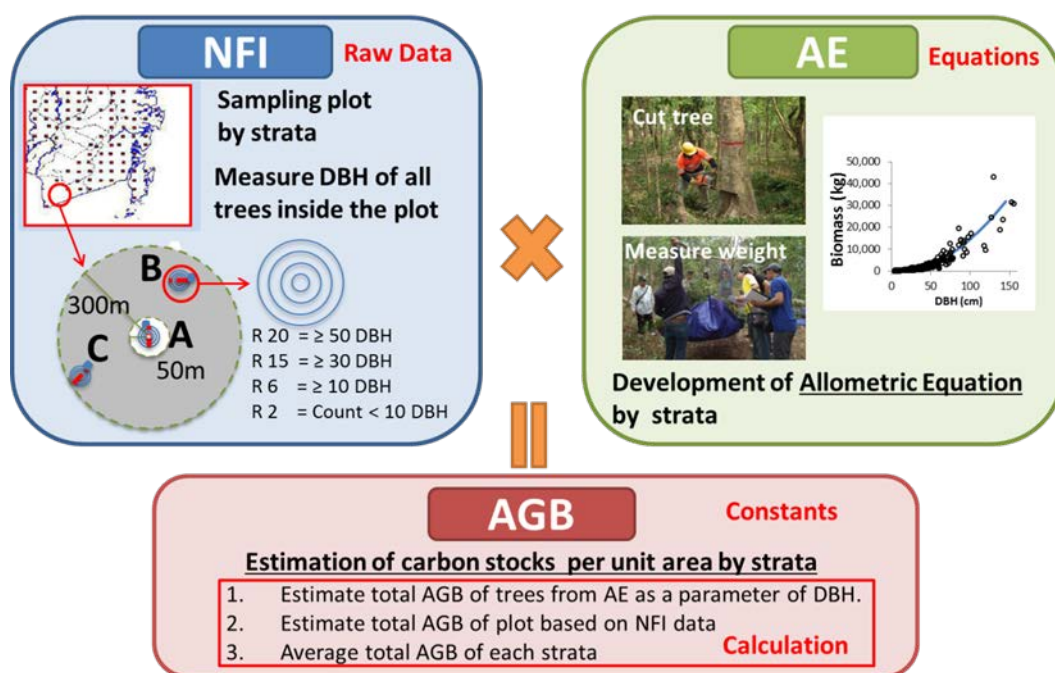 NFI
Raw Data
Sampling plot
by strata
Measure DBH of all
trees inside the plot
B
300m
A
C
50m
R 20 = ≥ 50 DBH
R 15 = ≥ 30 DBH
R 6 = ≥ 10 DBH
R 2 = Count < 10 DBH
AE
Equations
Cut tree
Measure weight
Biomass (kg)
50,000
40,000
30,000
20,000
10,000
0
0 50 100 150
DBH (cm)
Development of Allometric Equation
by strata
AGB
Constants
Estimation of carbon stocks per unit area by strata
1. Estimate total AGB of trees from AE as a parameter of DBH.
2. Estimate total AGB of plot based on NFI data
3. Average total AGB of each strata
Calculation